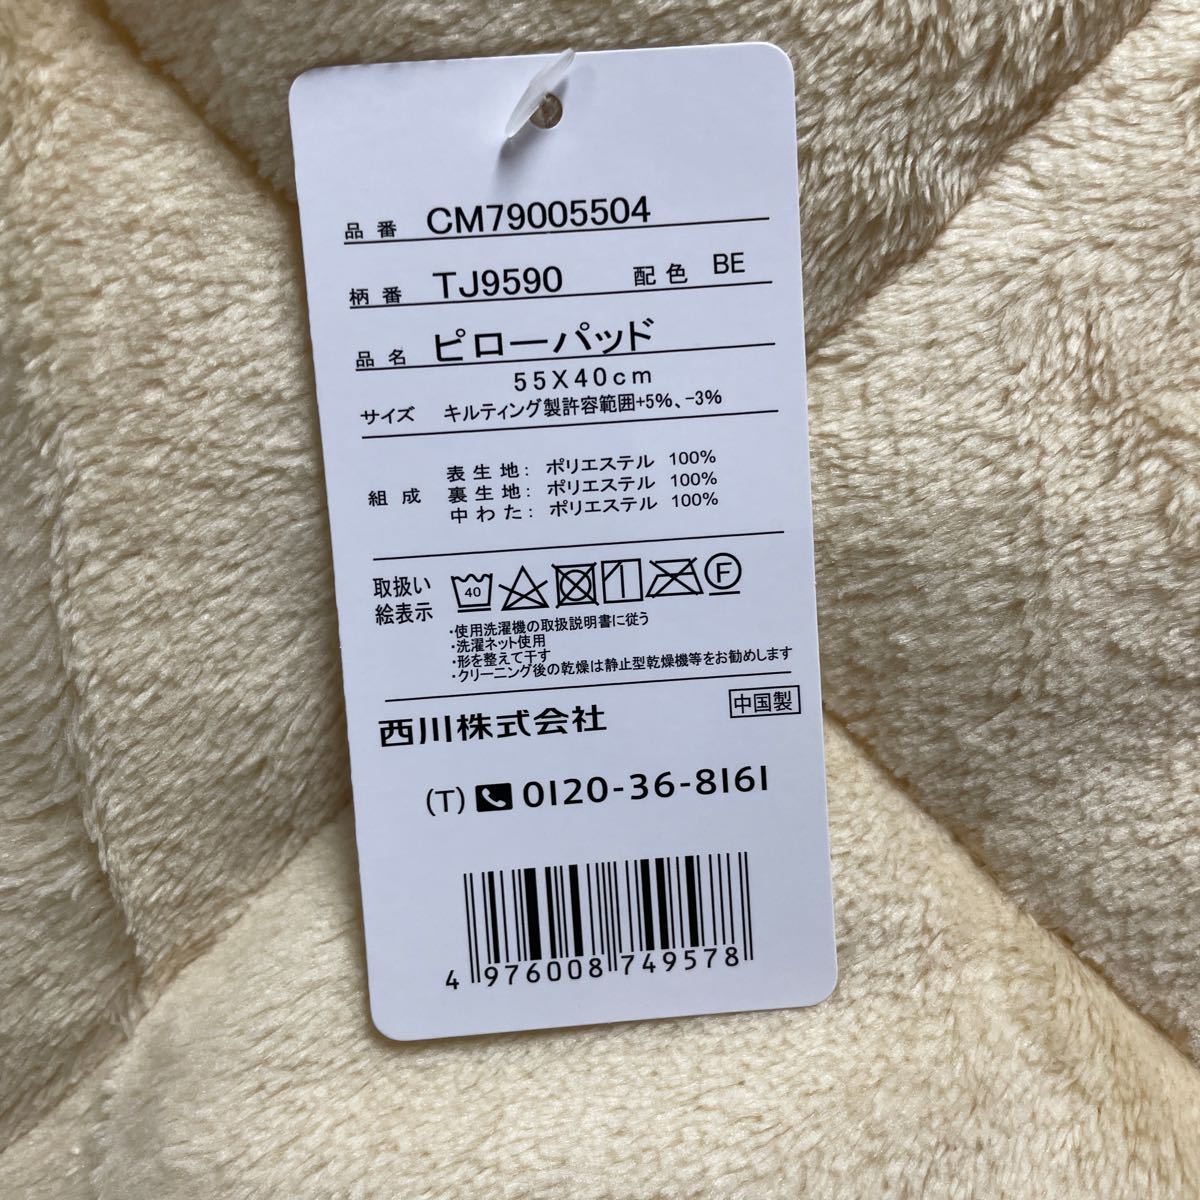 品番 CM79005504
柄番 TJ9590 配色 BE
品名 ピローパッド
55X40cm
サイズ キルティング製許容範囲+5%、-3%
表生地: ポリエステル 100%
組成 裏生地: ポリエステル 100%
中わた: ポリエステル 100%
取扱い
絵表示
40 F
・使用洗濯機の取扱説明書に従う
・洗濯ネット使用
・形を整えて干す
・クリーニング後の乾燥は静止型乾燥機等をお勧めします
西川株式会社 中国製
(T) 0120-36-8161
4 976008 749578